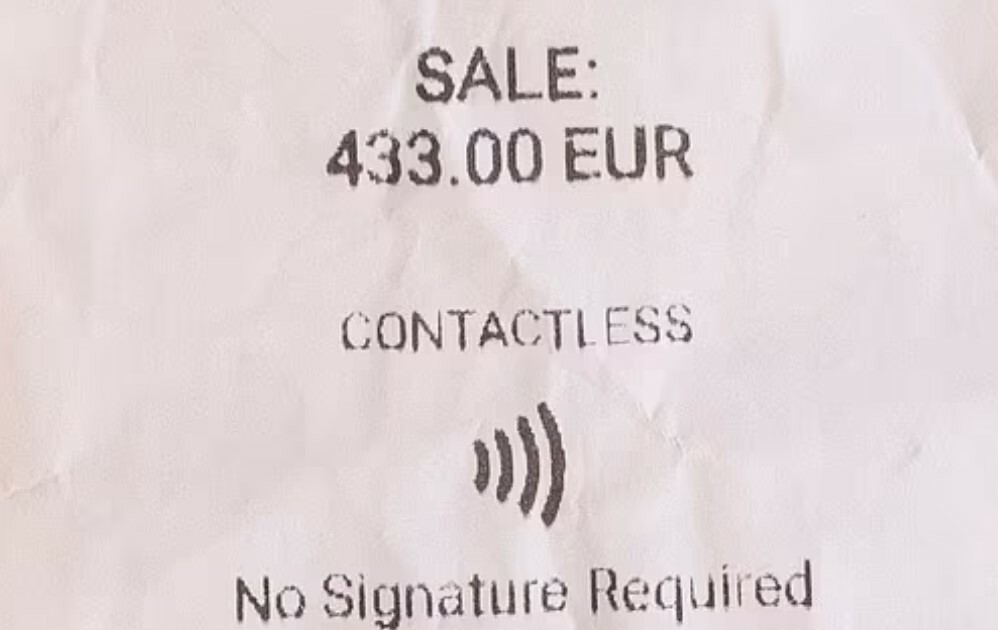 SALE:
433.00 EUR
CONTACTLESS
No Signature Required